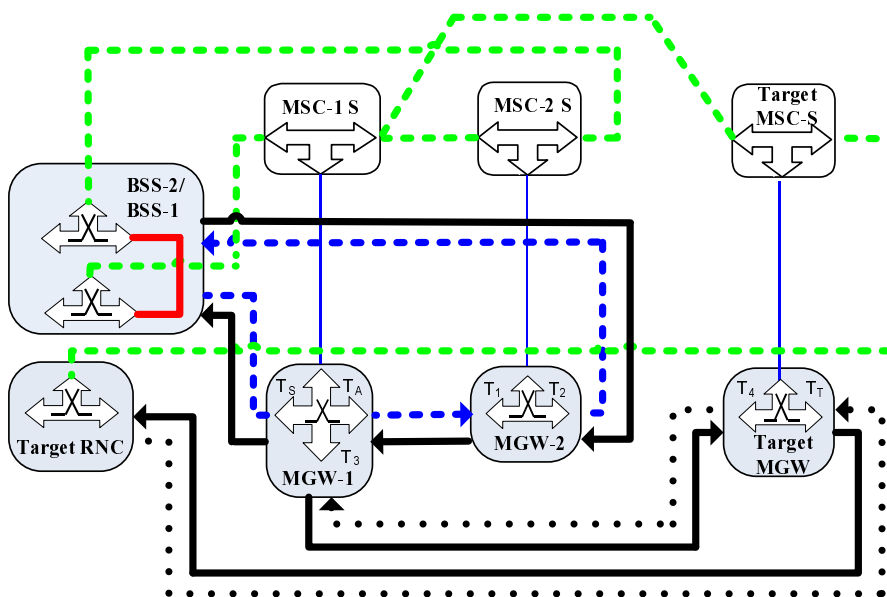 MSC-1 S
MSC-2 S
Target
MSC-S
BSS-2/
BSS-1
TS
TA
T1
T2
T4
TT
T3
Target RNC
MGW-1
MGW-2
Target
MGW